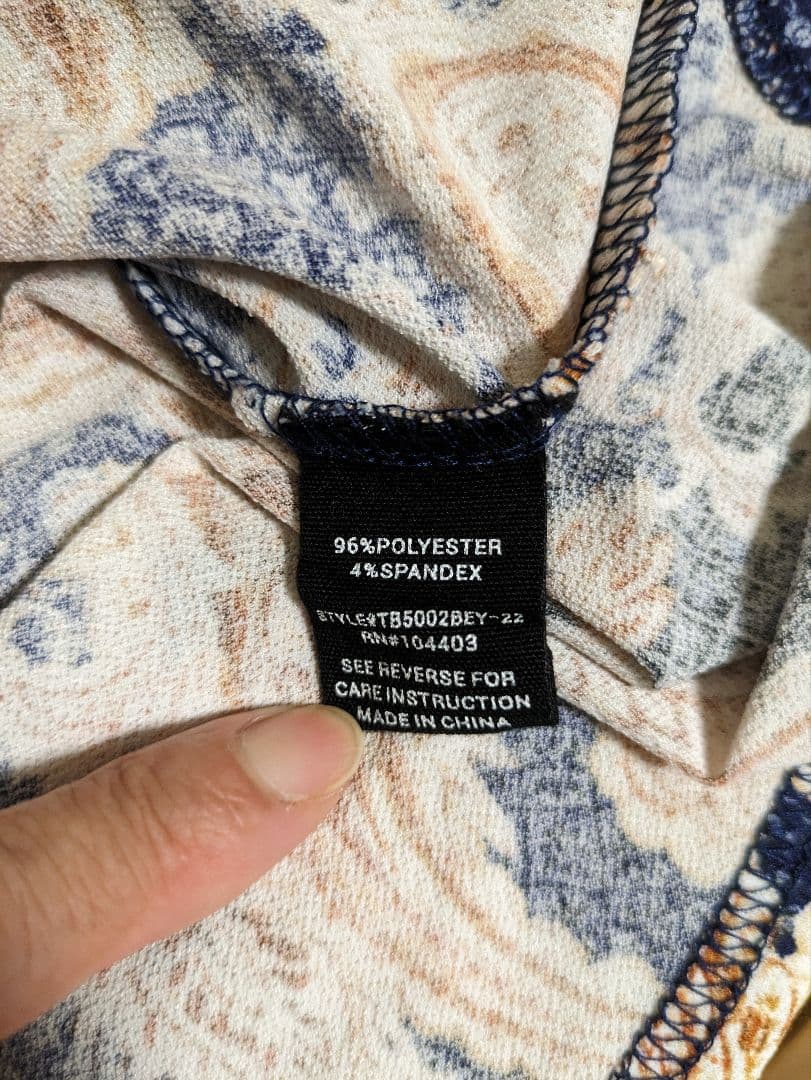 96%POLYESTER
4%SPANDEX
STYLE#TB5002BEY-22
RN#104403
SEE REVERSE FOR
CARE INSTRUCTION
MADE IN CHINA